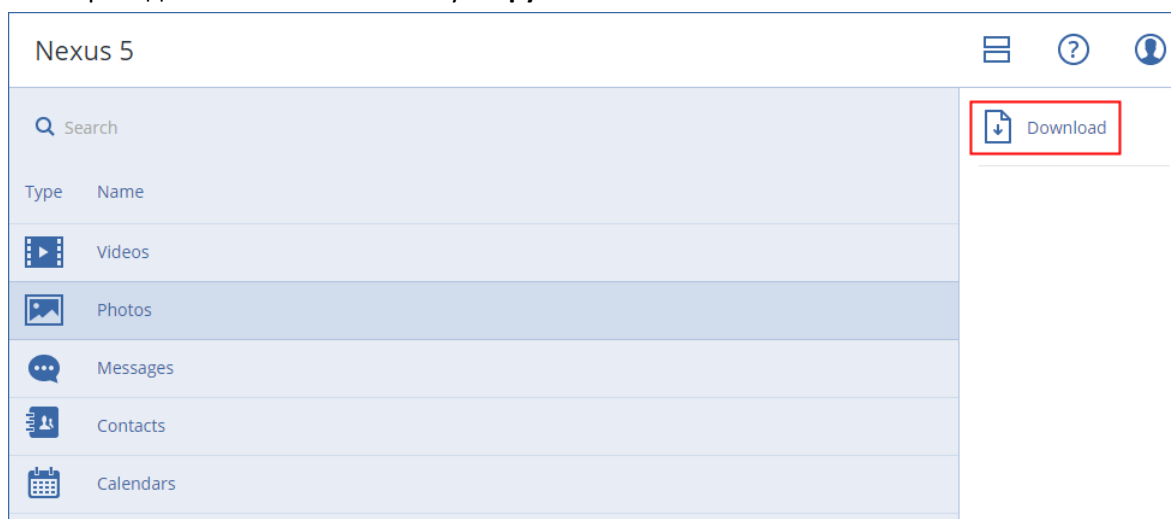 Nexus 5
Search
Download
Type Name
Videos
Photos
Messages
Contacts
Calendars